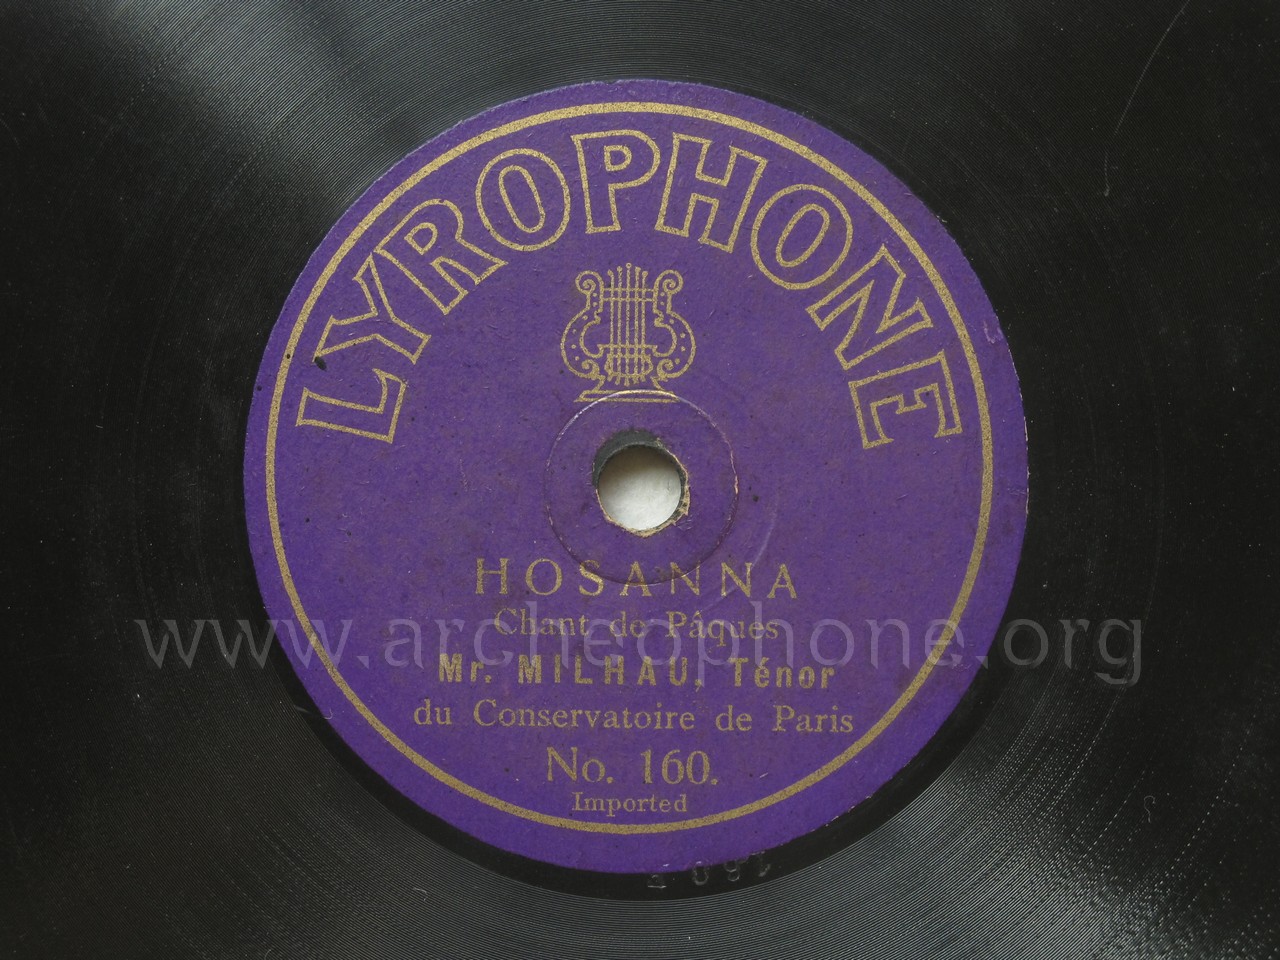 LYROPHONE
HOSANNA
Chant de Pâques
www.archeophone.org
Mr. MILHAU, Ténor
du Conservatoire de Paris
No. 160.
Imported